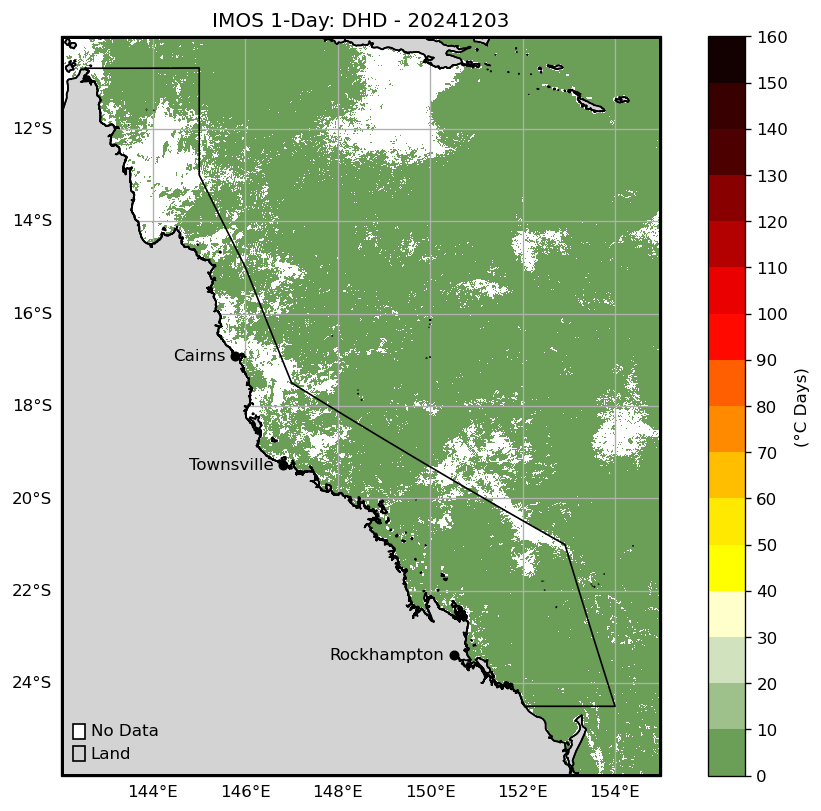 IMOS 1-Day: DHD - 20241203
12°S
14°S
16°S
18°S
20°S
22°S
24°S
Cairns
Townsville
Rockhampton
No Data
Land
144°E 146°E 148°E 150°E 152°E 154°E
160
150
140
130
120
110
100
90
80
70
60
50
40
30
20
10
0
(°C Days)